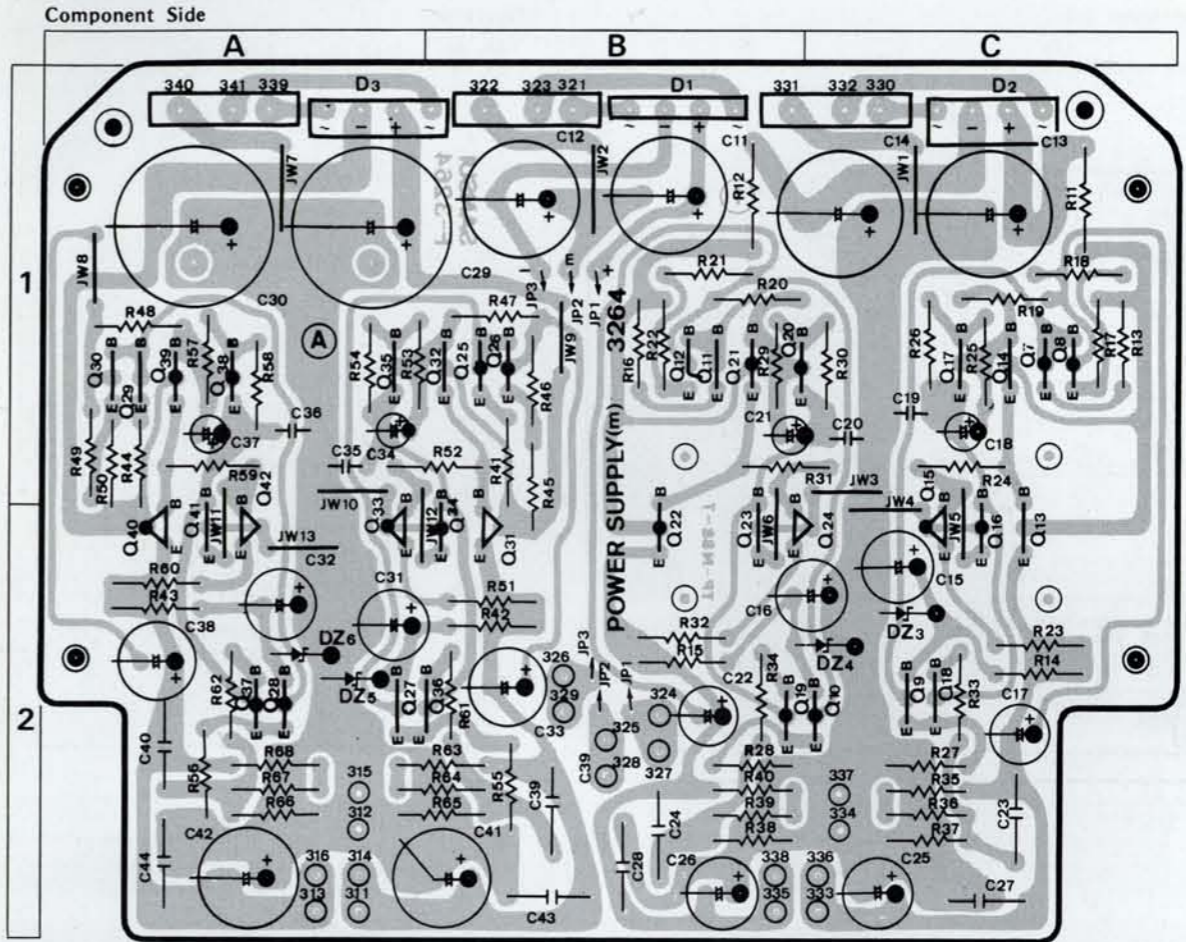 Component Side
A B C
340 341 339 D3 322 323 321 D1 331 332 330 D2
~ - + ~ ~ - + ~ ~ - + ~
C12 C11 C14 C13
JW7 JW2 R12 JW1 R11
+ + + + + +
1
JW8 C29 - E + R21 R18
C30 JP3 JP2 JP1 R20 R19
R48 R47 JW9 3264
A
Q30 Q29 Q39 R57 Q38 R58 R54 Q35 R53 Q32 Q25 Q26 R46 R16 R22 Q12 Q11 Q21 R29 Q20 R30 R26 Q17 R25 Q14 Q7 Q8 R17 R13
C36 C19
C37 C34 C21 C20 C18
R49 R50 R44 R59 Q42 C35 R52 R41 R45 R31 JW3 Q15 R24
JW10 JW4
Q40 Q41 JW11 Q33 JW12 Q34 Q31 Q22 Q23 JW6 Q24 JW5 Q16 Q13
JW13
POWER SUPPLY(m)
TP-N88-T
C32 C31 C15
R60 R51 C16
R43 R42 DZ3
C38 DZ6 R32 R23
JP3 R15 DZ4 R14
2
R62 Q37 Q28 DZ5 Q27 Q36 R61 326 JP2 JP1 324 C22 R34 Q19 Q10 Q9 Q18 R33 C17
329
C33 325
C40 328 327
R68 R63 C39 R28 R27
R56 R67 315 R64 R55 C39 R40 337 R35
R66 312 R65 C24 R39 334 R36 C23
R38 R37
C42 C41
C44 316 314 C28 C26 338 336 C25
313 311 C43 335 333 C27